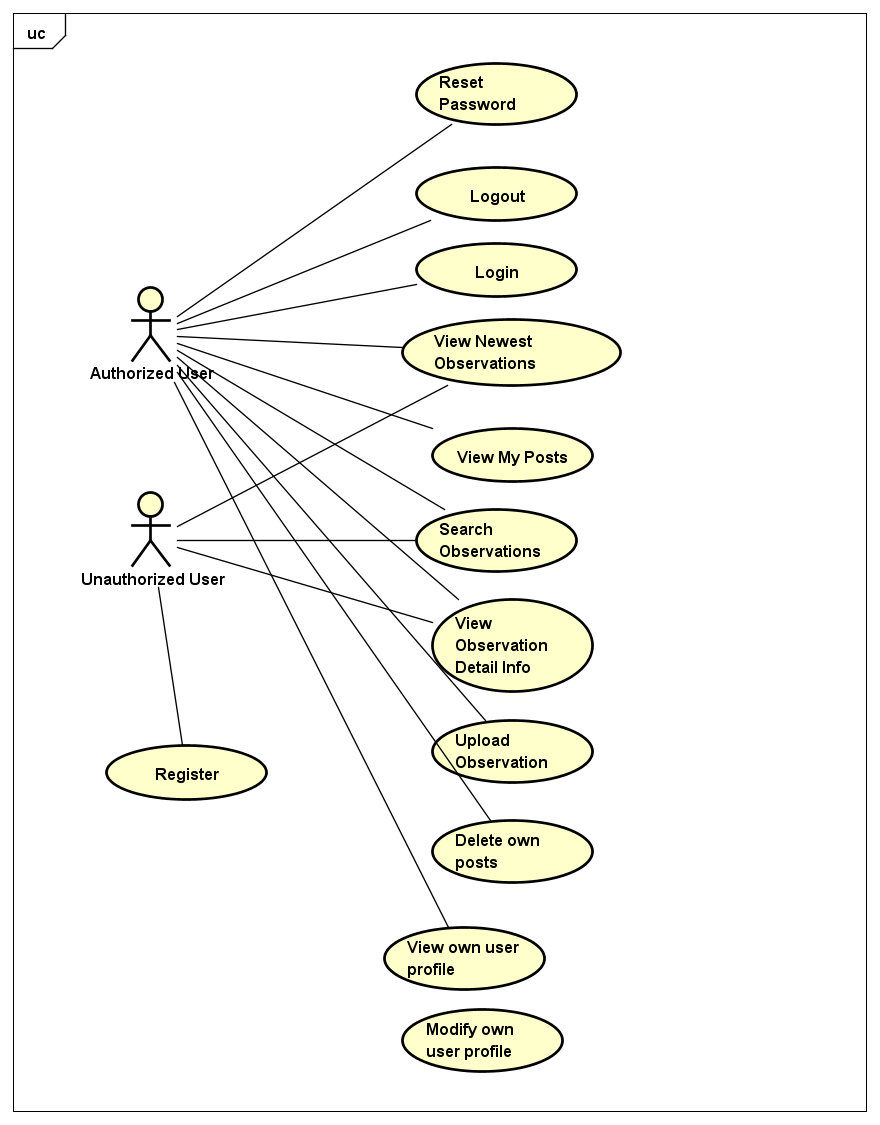 uc
Reset
Password
Logout
Login
View Newest
Observations
Authorized User
View My Posts
Search
Observations
Unauthorized User
View
Observation
Detail Info
Upload
Observation
Register
Delete own
posts
View own user
profile
Modify own
user profile